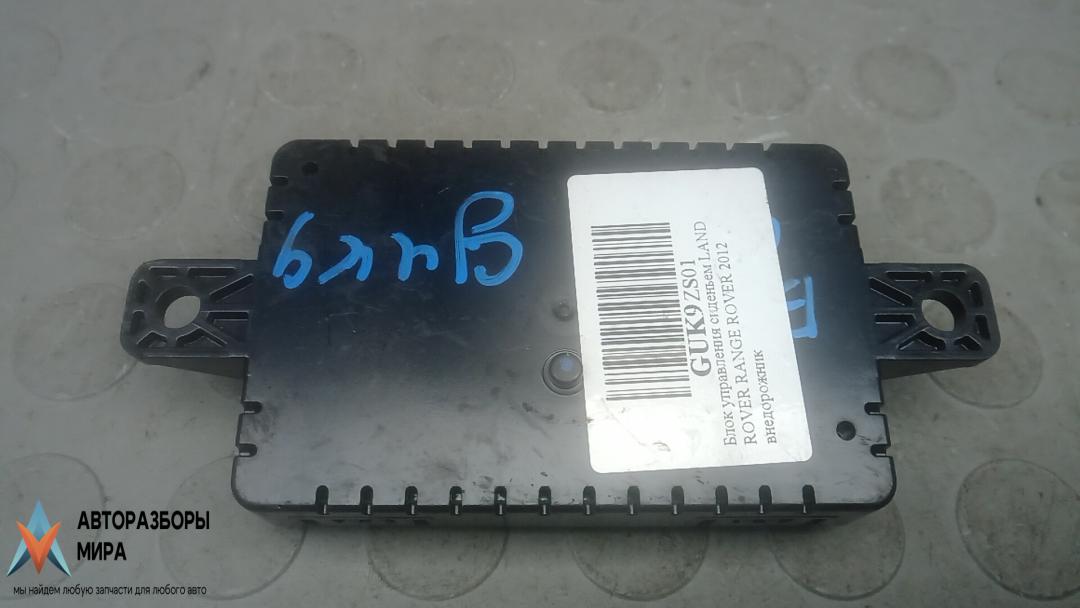 GUK9ZS01
Блок управления сиденьем LAND
ROVER RANGE ROVER 2012
внедорожник
АВТОРАЗБОРЫ
МИРА
мы найдем любую запчасти для любого авто